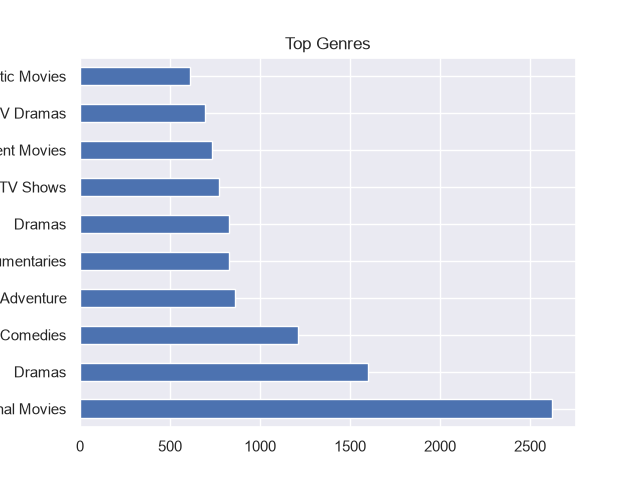 Top Genres
tic Movies
V Dramas
ent Movies
TV Shows
Dramas
umentaries
Adventure
Comedies
Dramas
nal Movies
0 500 1000 1500 2000 2500